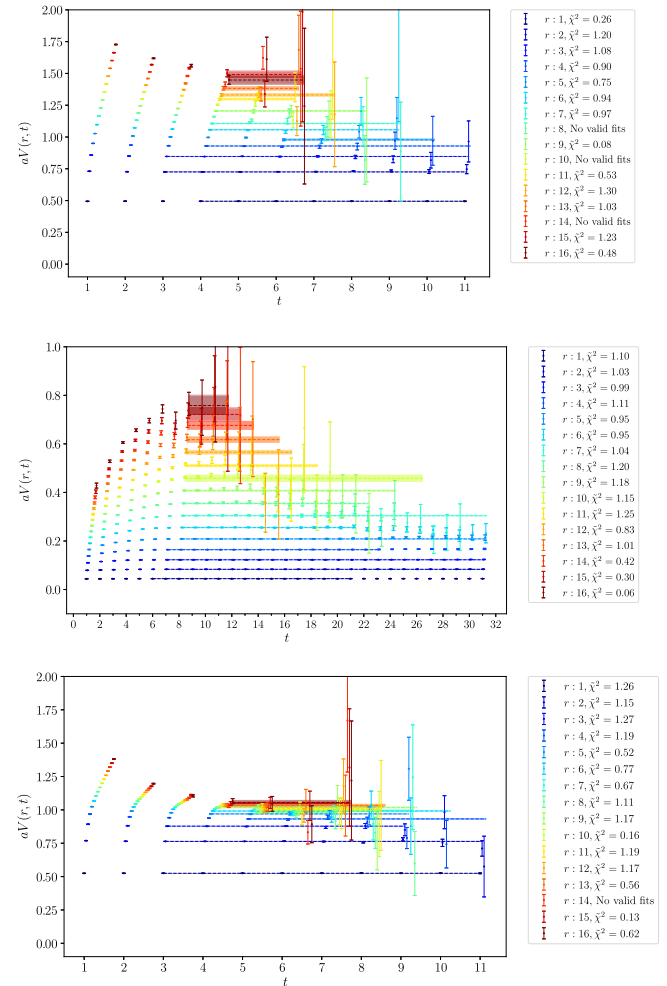 2.00
1.75
1.50
1.25
1.00
0.75
0.50
0.25
0.00
aV(r, t)
1 2 3 4 5 6 7 8 9 10 11
t
r : 1, χ̃² = 0.26
r : 2, χ̃² = 1.20
r : 3, χ̃² = 1.08
r : 4, χ̃² = 0.90
r : 5, χ̃² = 0.75
r : 6, χ̃² = 0.94
r : 7, χ̃² = 0.97
r : 8, No valid fits
r : 9, χ̃² = 0.08
r : 10, No valid fits
r : 11, χ̃² = 0.53
r : 12, χ̃² = 1.30
r : 13, χ̃² = 1.03
r : 14, No valid fits
r : 15, χ̃² = 1.23
r : 16, χ̃² = 0.48
1.0
0.8
0.6
0.4
0.2
0.0
aV(r, t)
0 2 4 6 8 10 12 14 16 18 20 22 24 26 28 30 32
t
r : 1, χ̃² = 1.10
r : 2, χ̃² = 1.03
r : 3, χ̃² = 0.99
r : 4, χ̃² = 1.11
r : 5, χ̃² = 0.95
r : 6, χ̃² = 0.95
r : 7, χ̃² = 1.04
r : 8, χ̃² = 1.20
r : 9, χ̃² = 1.18
r : 10, χ̃² = 1.15
r : 11, χ̃² = 1.25
r : 12, χ̃² = 0.83
r : 13, χ̃² = 1.01
r : 14, χ̃² = 0.42
r : 15, χ̃² = 0.30
r : 16, χ̃² = 0.06
2.00
1.75
1.50
1.25
1.00
0.75
0.50
0.25
0.00
aV(r, t)
1 2 3 4 5 6 7 8 9 10 11
t
r : 1, χ̃² = 1.26
r : 2, χ̃² = 1.15
r : 3, χ̃² = 1.27
r : 4, χ̃² = 1.19
r : 5, χ̃² = 0.52
r : 6, χ̃² = 0.77
r : 7, χ̃² = 0.67
r : 8, χ̃² = 1.11
r : 9, χ̃² = 1.17
r : 10, χ̃² = 0.16
r : 11, χ̃² = 1.19
r : 12, χ̃² = 1.17
r : 13, χ̃² = 0.56
r : 14, No valid fits
r : 15, χ̃² = 0.13
r : 16, χ̃² = 0.62